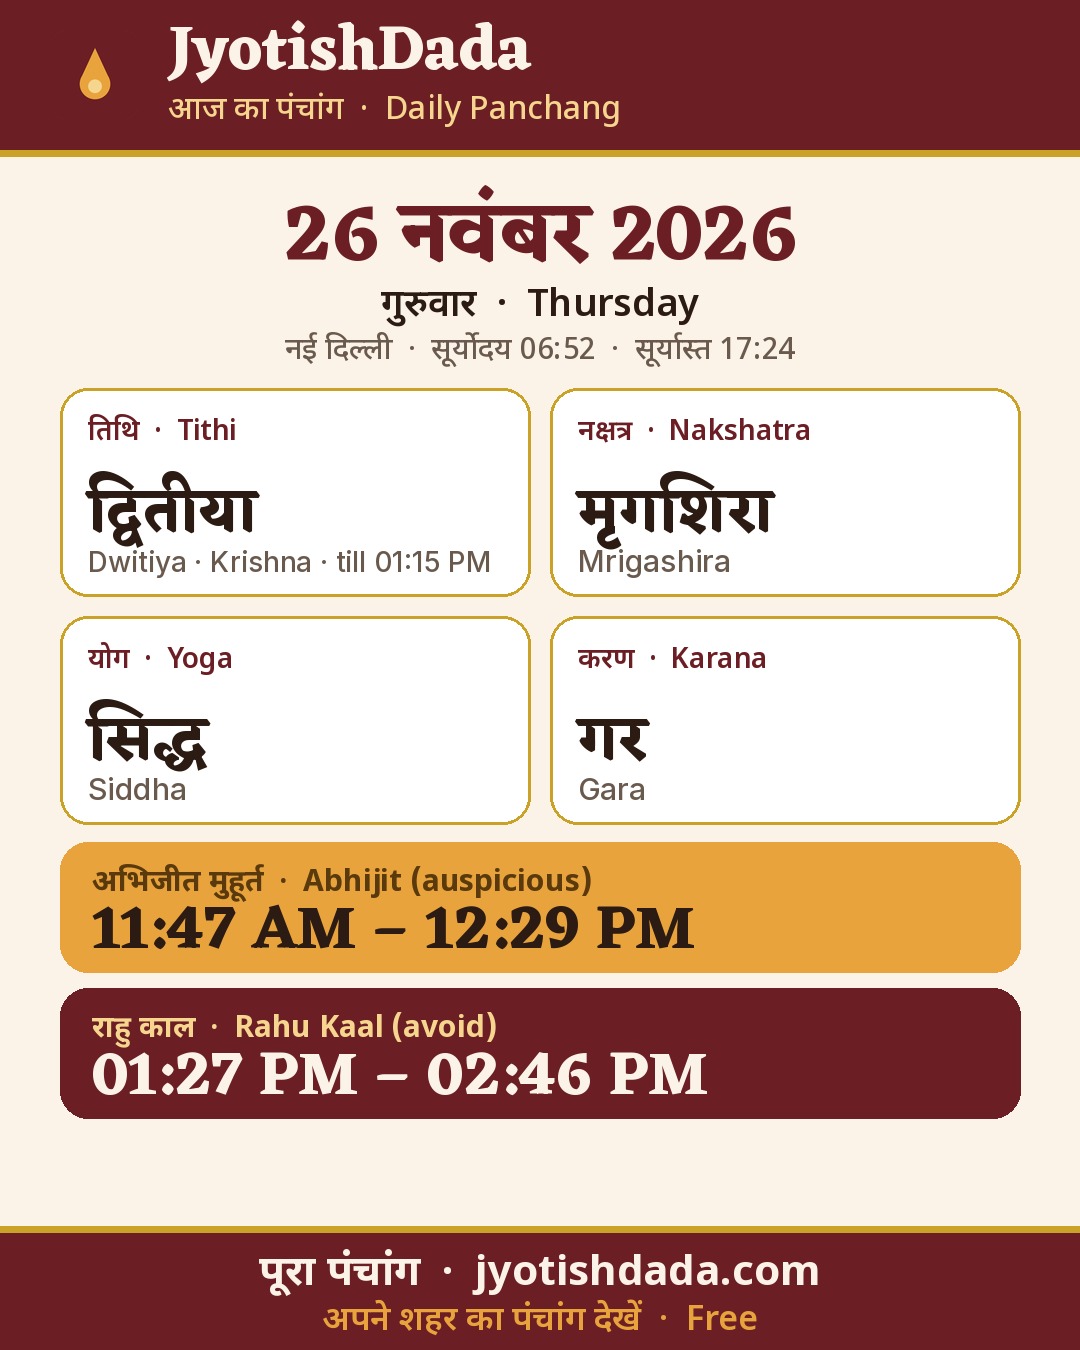 JyotishDada
आज का पंचांग · Daily Panchang
26 नवंबर 2026
गुरुवार · Thursday
नई दिल्ली · सूर्योदय 06:52 · सूर्यास्त 17:24
तिथि · Tithi
द्वितीया
Dwitiya · Krishna · till 01:15 PM
नक्षत्र · Nakshatra
मृगशिरा
Mrigashira
योग · Yoga
सिद्ध
Siddha
करण · Karana
गर
Gara
अभिजीत मुहूर्त · Abhijit (auspicious)
11:47 AM – 12:29 PM
राहु काल · Rahu Kaal (avoid)
01:27 PM – 02:46 PM
पूरा पंचांग · jyotishdada.com
अपने शहर का पंचांग देखें · Free